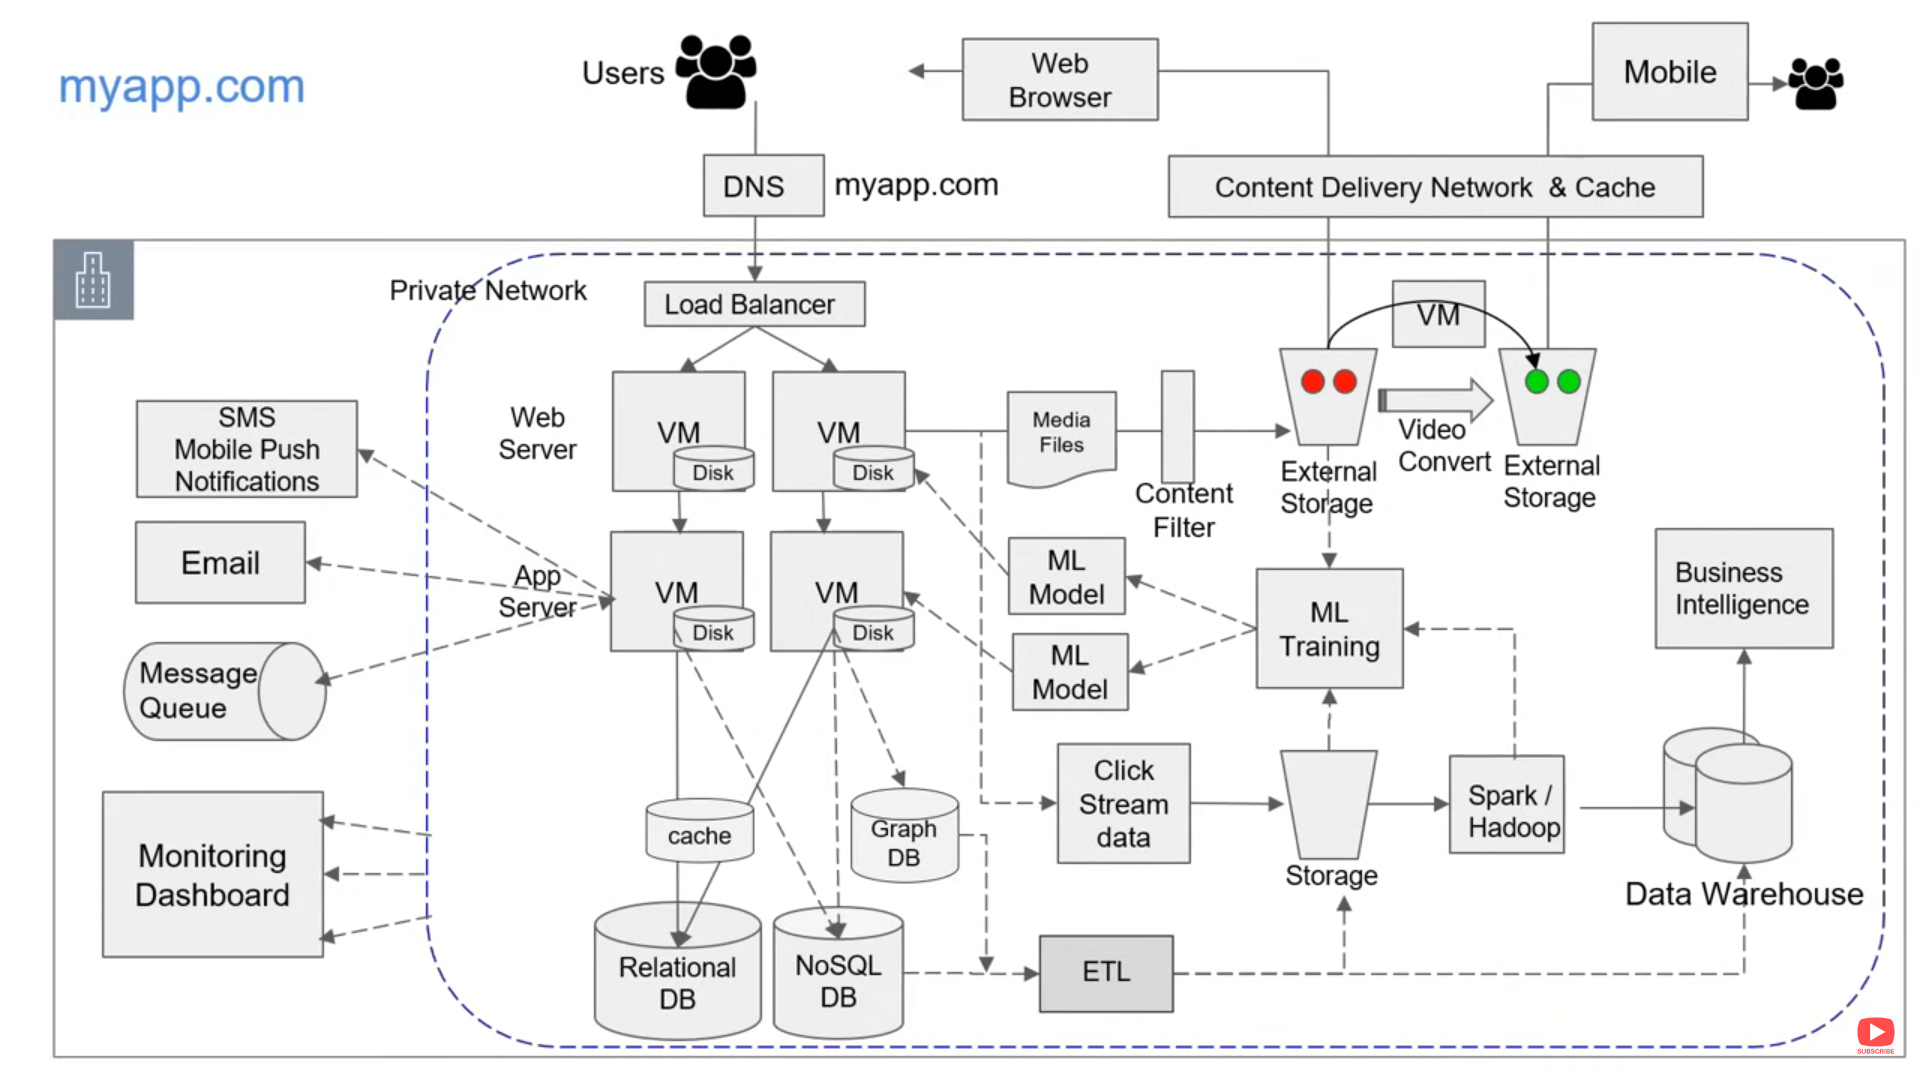 myapp.com
Users
Web
Browser
Mobile
DNS
myapp.com
Content Delivery Network & Cache
Private Network
Load Balancer
VM
SMS
Mobile Push
Notifications
Web
Server
VM
Disk
VM
Disk
Media
Files
Content
Filter
External
Storage
Video
Convert
External
Storage
Email
App
Server
VM
Disk
VM
Disk
ML
Model
ML
Model
ML
Training
Business
Intelligence
Message
Queue
Click
Stream
data
Storage
Spark /
Hadoop
Data Warehouse
Monitoring
Dashboard
cache
Graph
DB
Relational
DB
NoSQL
DB
ETL
SUBSCRIBE